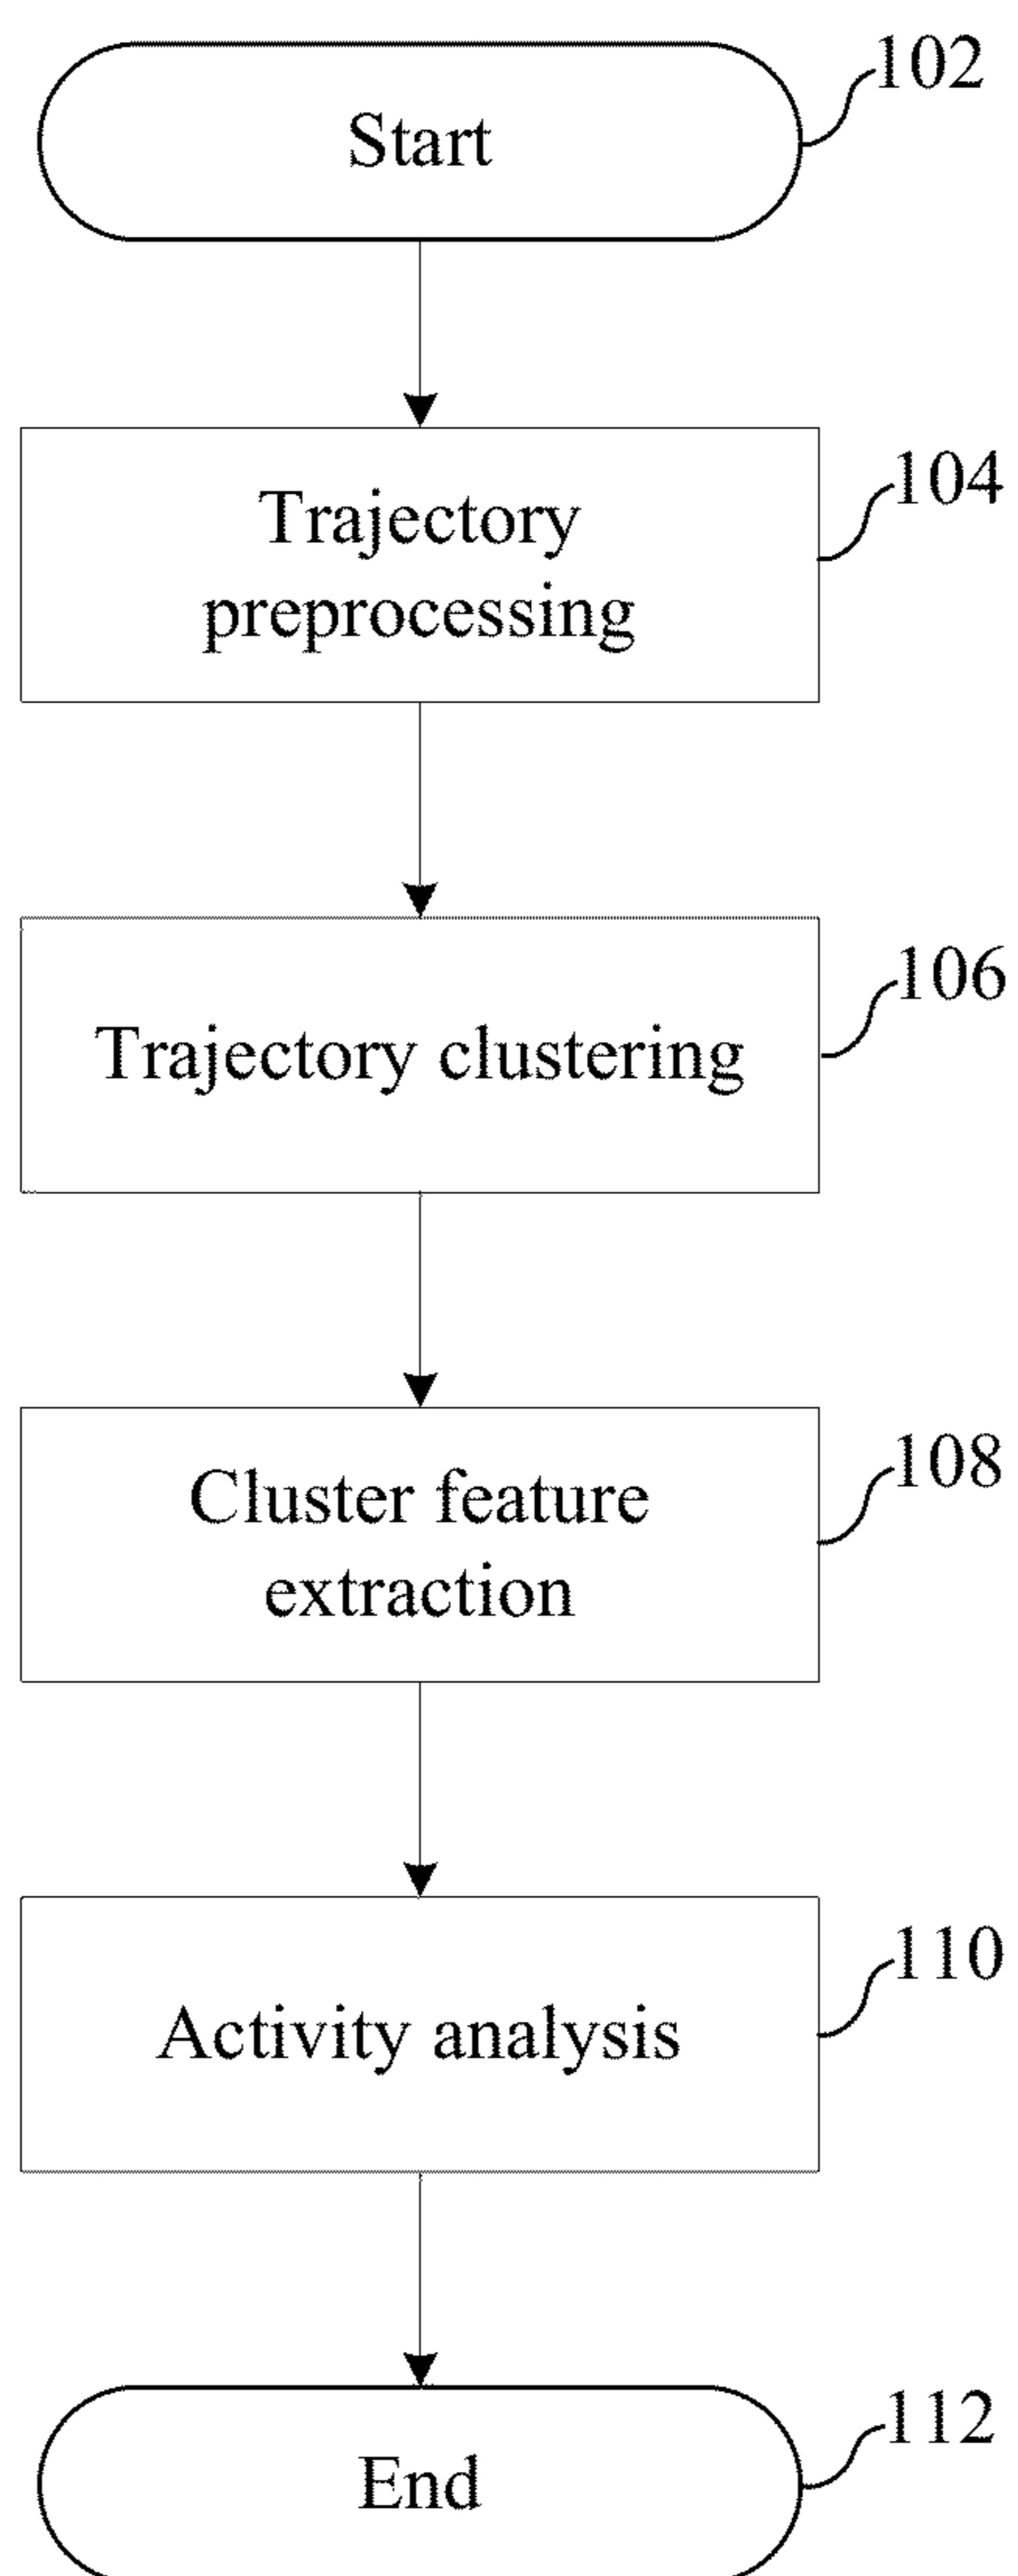 102
Start
104
Trajectory
preprocessing
106
Trajectory clustering
108
Cluster feature
extraction
110
Activity analysis
112
End